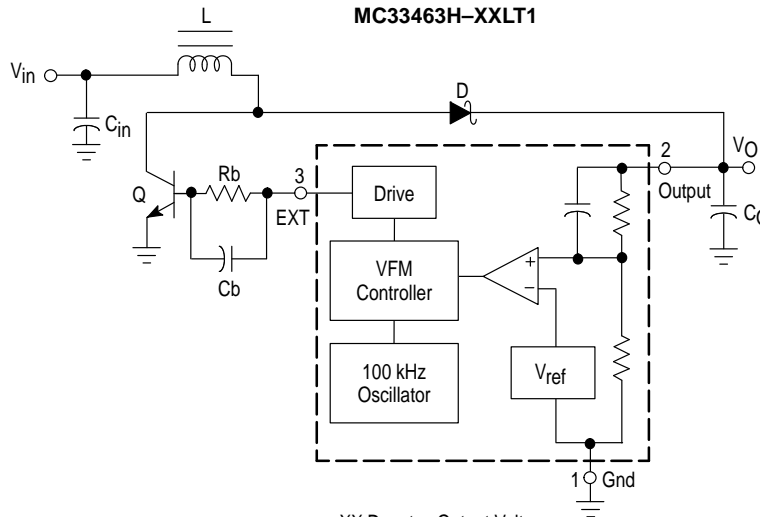 MC33463H–XXLT1
L
Vin
D
Cin
VO
2
Output
Rb
3
Q
EXT
Drive
Cb
VFM
Controller
+
–
100 kHz
Oscillator
Vref
1
Gnd